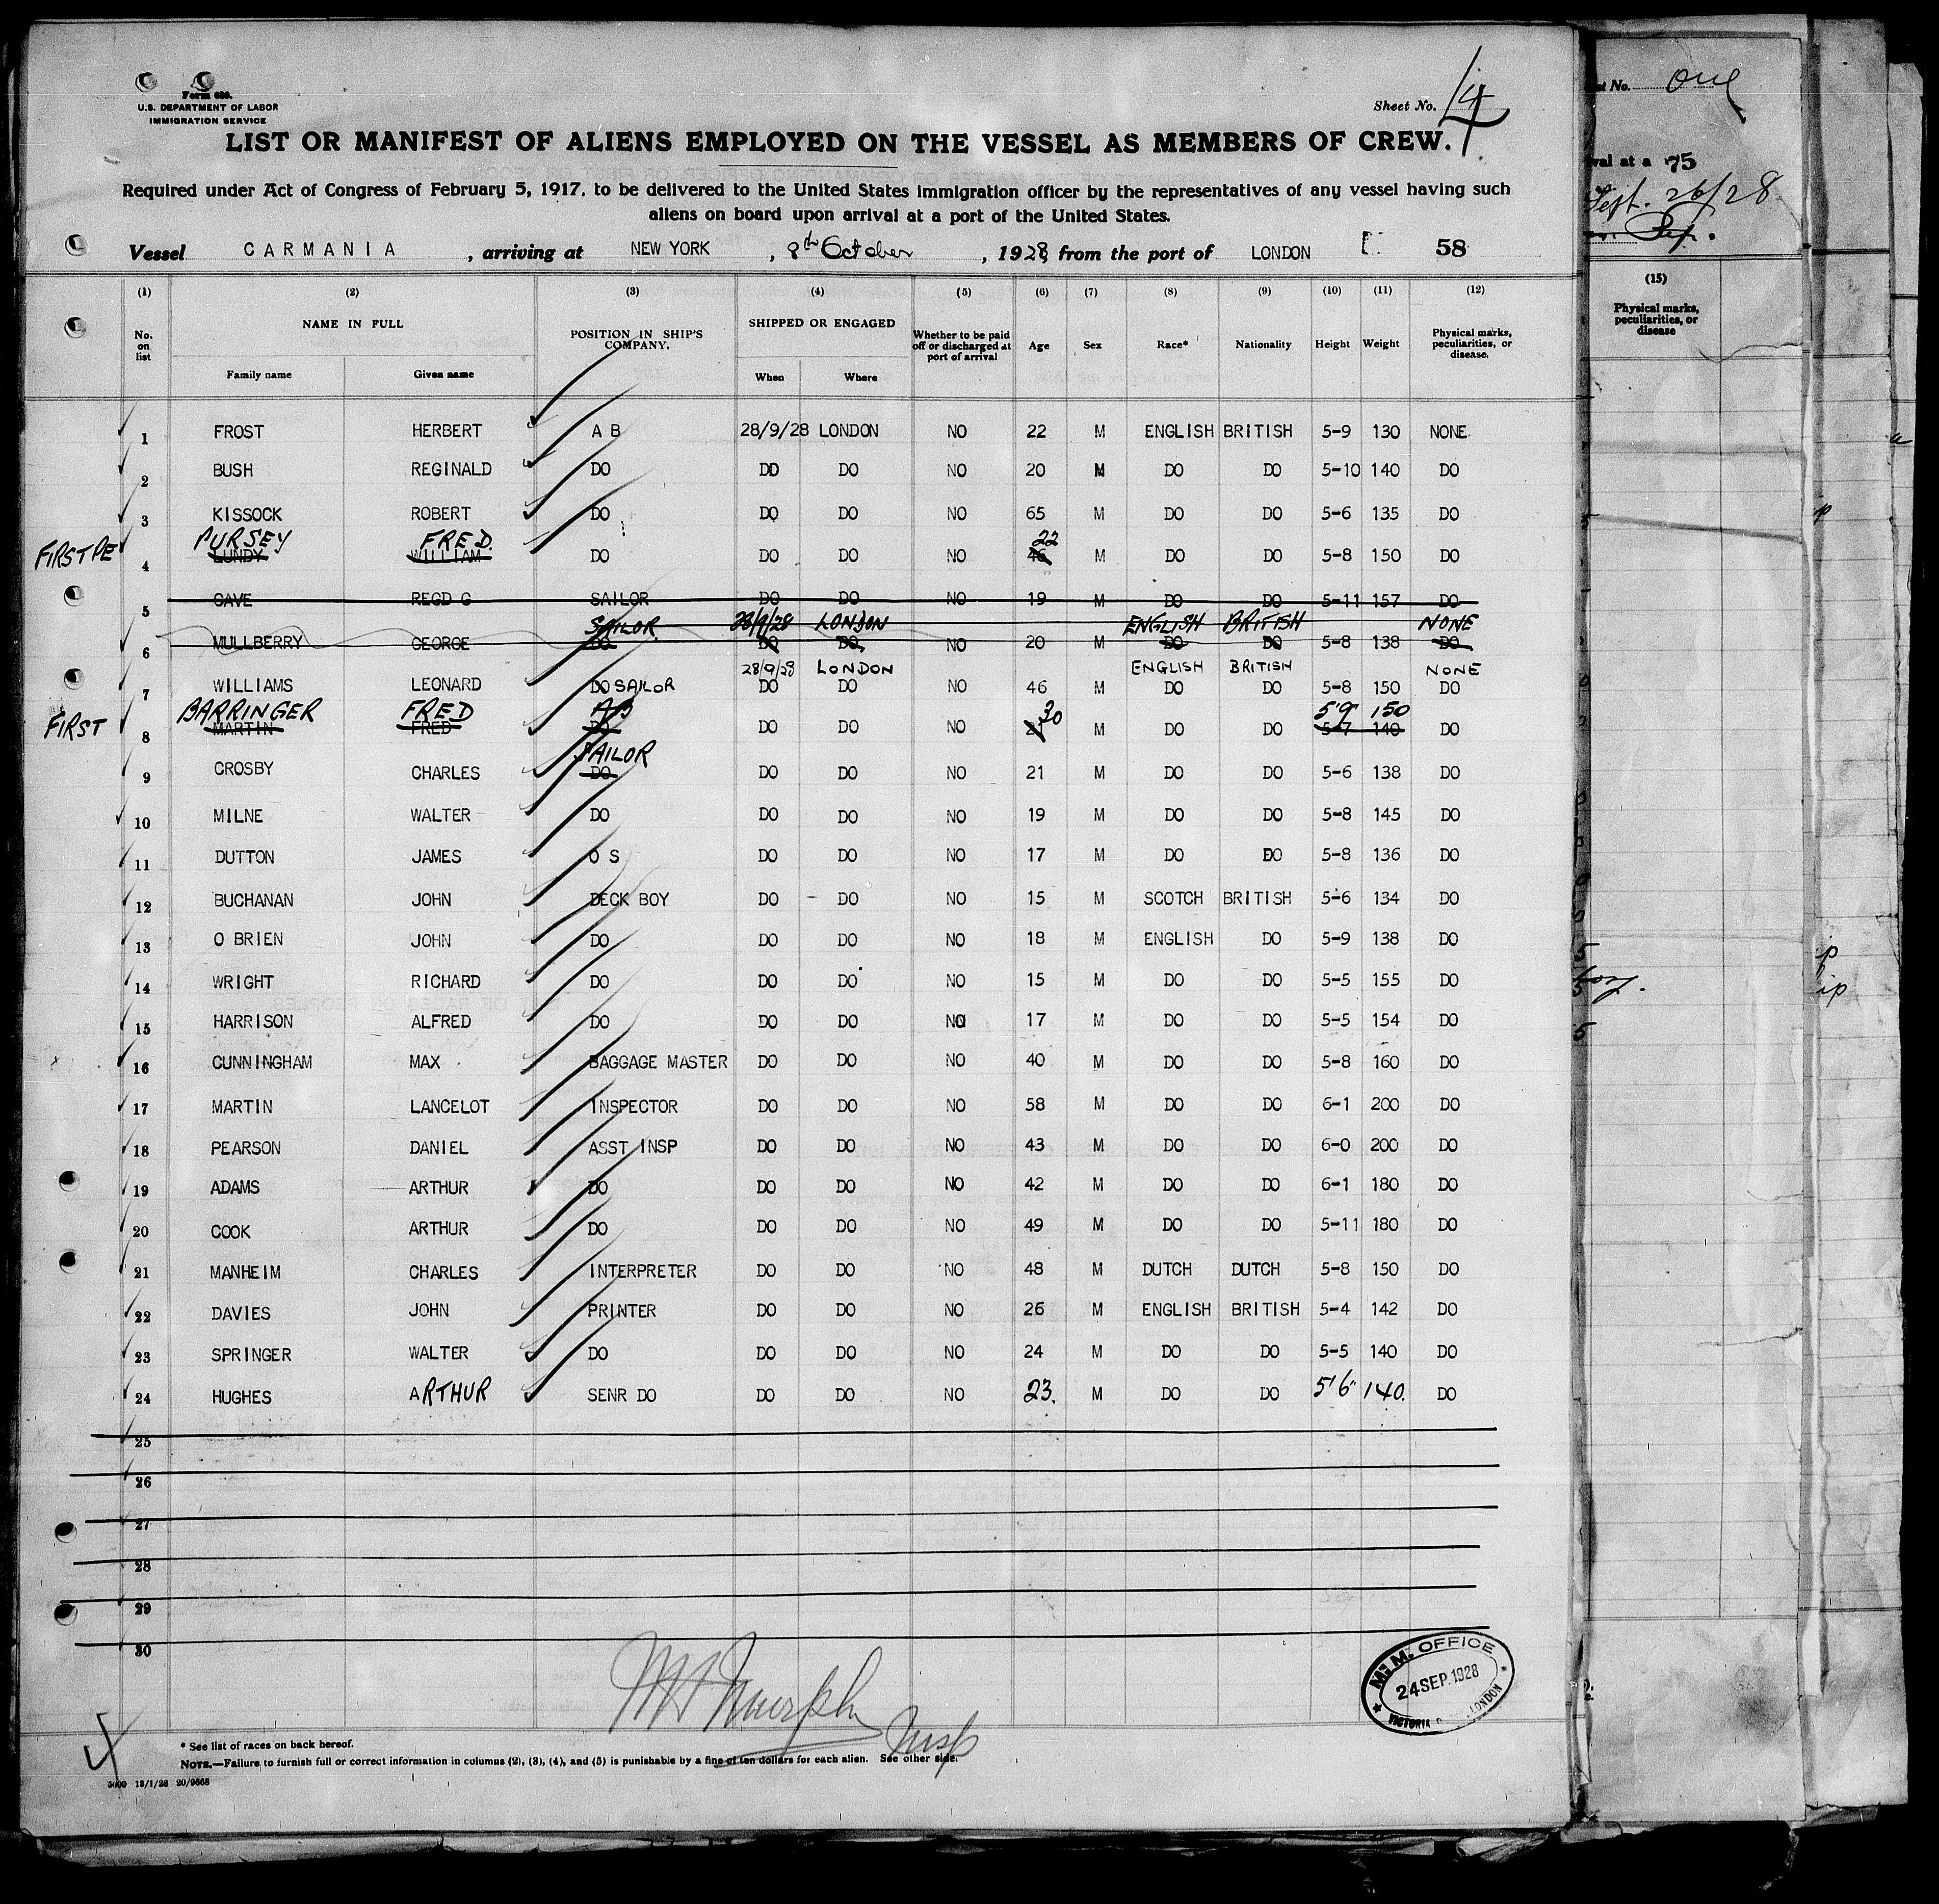 Form 689.
U.S. DEPARTMENT OF LABOR
IMMIGRATION SERVICE
Sheet No. 4
LIST OR MANIFEST OF ALIENS EMPLOYED ON THE VESSEL AS MEMBERS OF CREW.
Required under Act of Congress of February 5, 1917, to be delivered to the United States immigration officer by the representatives of any vessel having such
aliens on board upon arrival at a port of the United States.
Vessel CARMANIA , arriving at NEW YORK , 8th October , 1928 from the port of LONDON 58
(1) (2) (3) (4) (5) (6) (7) (8) (9) (10) (11) (12)
No. on list NAME IN FULL Family name Given name POSITION IN SHIP'S COMPANY. SHIPPED OR ENGAGED When Where Whether to be paid off or discharged at port of arrival Age Sex Race* Nationality Height Weight Physical marks, peculiarities, or disease.
1 FROST HERBERT A B 28/9/28 LONDON NO 22 M ENGLISH BRITISH 5-9 130 NONE
2 BUSH REGINALD DO DO DO NO 20 M DO DO 5-10 140 DO
3 KISSOCK ROBERT DO DO DO NO 65 M DO DO 5-6 135 DO
PURSEY FRED. 22
FIRST PE 4 LUNDY WILLIAM DO DO DO NO 46 M DO DO 5-8 150 DO
5 CAVE REGD G SAILOR DO DO NO 19 M DO DO 5-11 157 DO
SAILOR 28/9/28 LONDON ENGLISH BRITISH NONE
6 MULLBERRY GEORGE DO DO DO NO 20 M DO DO 5-8 138 DO
28/9/28 LONDON ENGLISH BRITISH NONE
7 WILLIAMS LEONARD DO SAILOR DO DO NO 46 M DO DO 5-8 150 DO
BARRINGER FRED AB 30 5'9" 150
FIRST 8 MARTIN FRED DO DO DO NO M DO DO 5-7 140 DO
SAILOR
9 CROSBY CHARLES DO DO DO NO 21 M DO DO 5-6 138 DO
10 MILNE WALTER DO DO DO NO 19 M DO DO 5-8 145 DO
11 DUTTON JAMES O S DO DO NO 17 M DO DO 5-8 136 DO
12 BUCHANAN JOHN DECK BOY DO DO NO 15 M SCOTCH BRITISH 5-6 134 DO
13 O BRIEN JOHN DO DO DO NO 18 M ENGLISH DO 5-9 138 DO
14 WRIGHT RICHARD DO DO DO NO 15 M DO DO 5-5 155 DO
15 HARRISON ALFRED DO DO DO NO 17 M DO DO 5-5 154 DO
16 CUNNINGHAM MAX BAGGAGE MASTER DO DO NO 40 M DO DO 5-8 160 DO
17 MARTIN LANCELOT INSPECTOR DO DO NO 58 M DO DO 6-1 200 DO
18 PEARSON DANIEL ASST INSP DO DO NO 43 M DO DO 6-0 200 DO
19 ADAMS ARTHUR DO DO DO NO 42 M DO DO 6-1 180 DO
20 COOK ARTHUR DO DO DO NO 49 M DO DO 5-11 180 DO
21 MANHEIM CHARLES INTERPRETER DO DO NO 48 M DUTCH DUTCH 5-8 150 DO
22 DAVIES JOHN PRINTER DO DO NO 26 M ENGLISH BRITISH 5-4 142 DO
23 SPRINGER WALTER DO DO DO NO 24 M DO DO 5-5 140 DO
24 HUGHES ARTHUR SENR DO DO DO NO 23. M DO DO 5'6" 140. DO
25
26
27
28
29
30
M.M. OFFICE
24 SEP. 1928
VICTORIA LONDON
4
* See list of races on back hereof.
NOTE.—Failure to furnish full or correct information in columns (2), (3), (4), and (5) is punishable by a fine of ten dollars for each alien. See other side.
5000 13/1/28 20/9668
No. one
val at a 75
Sept. 26/28
(15)
Physical marks, peculiarities, or disease